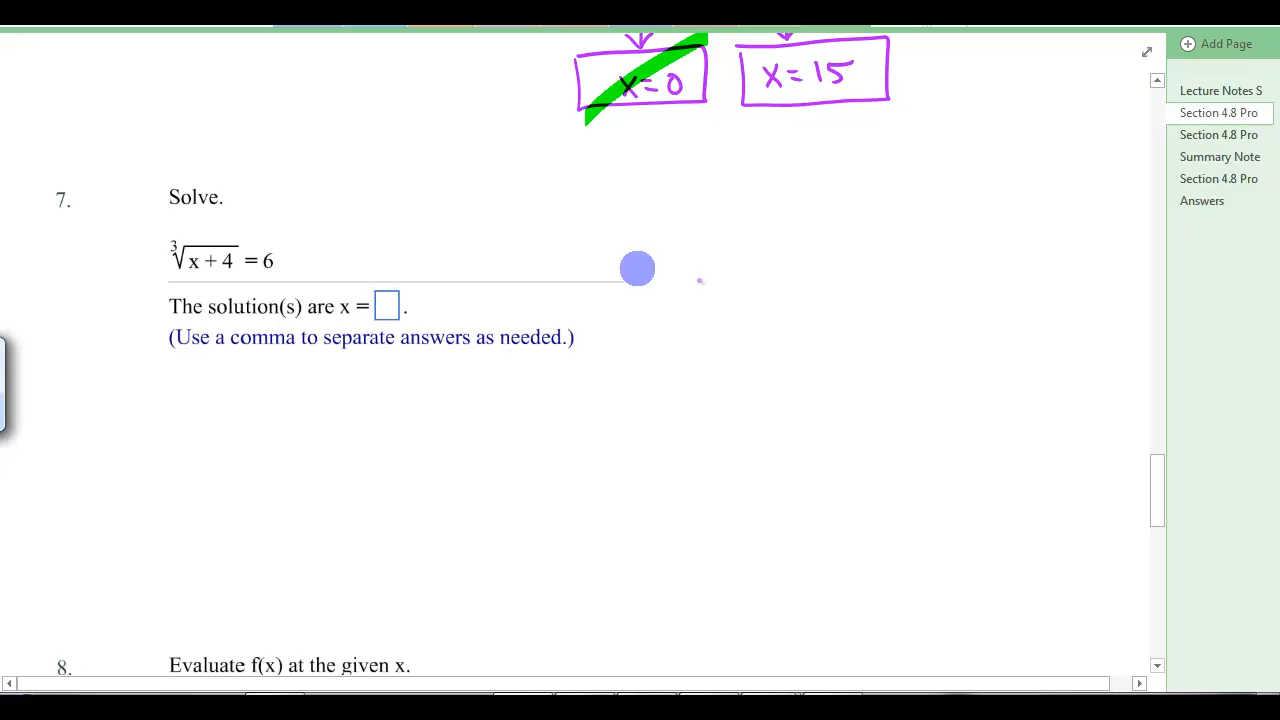 x=0
x=15
Add Page
Lecture Notes S
Section 4.8 Pro
Section 4.8 Pro
Summary Note
Section 4.8 Pro
Answers
7. Solve.
∛(x + 4) = 6
The solution(s) are x = .
(Use a comma to separate answers as needed.)
8. Evaluate f(x) at the given x.